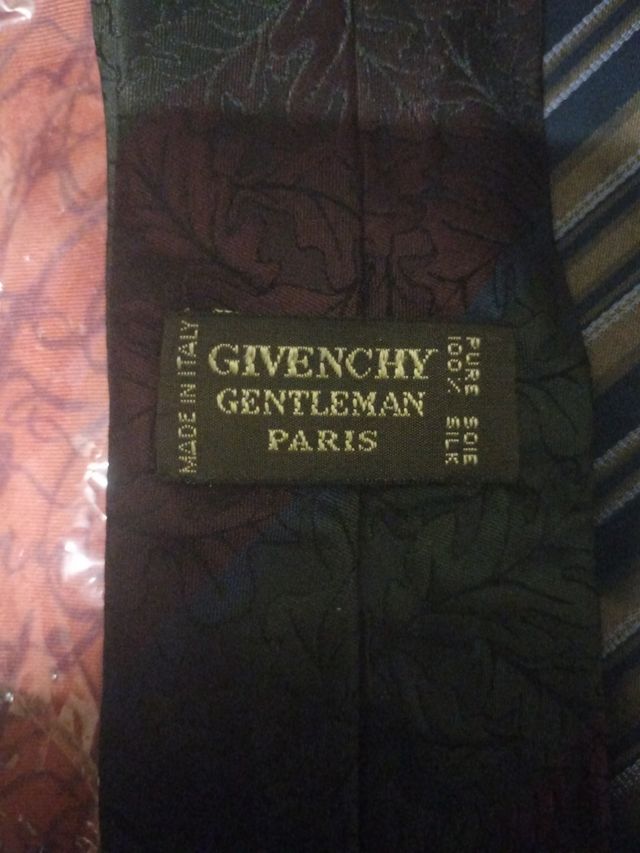 MADE IN ITALY
GIVENCHY
GENTLEMAN
PARIS
PURE SOIE
100% SILK